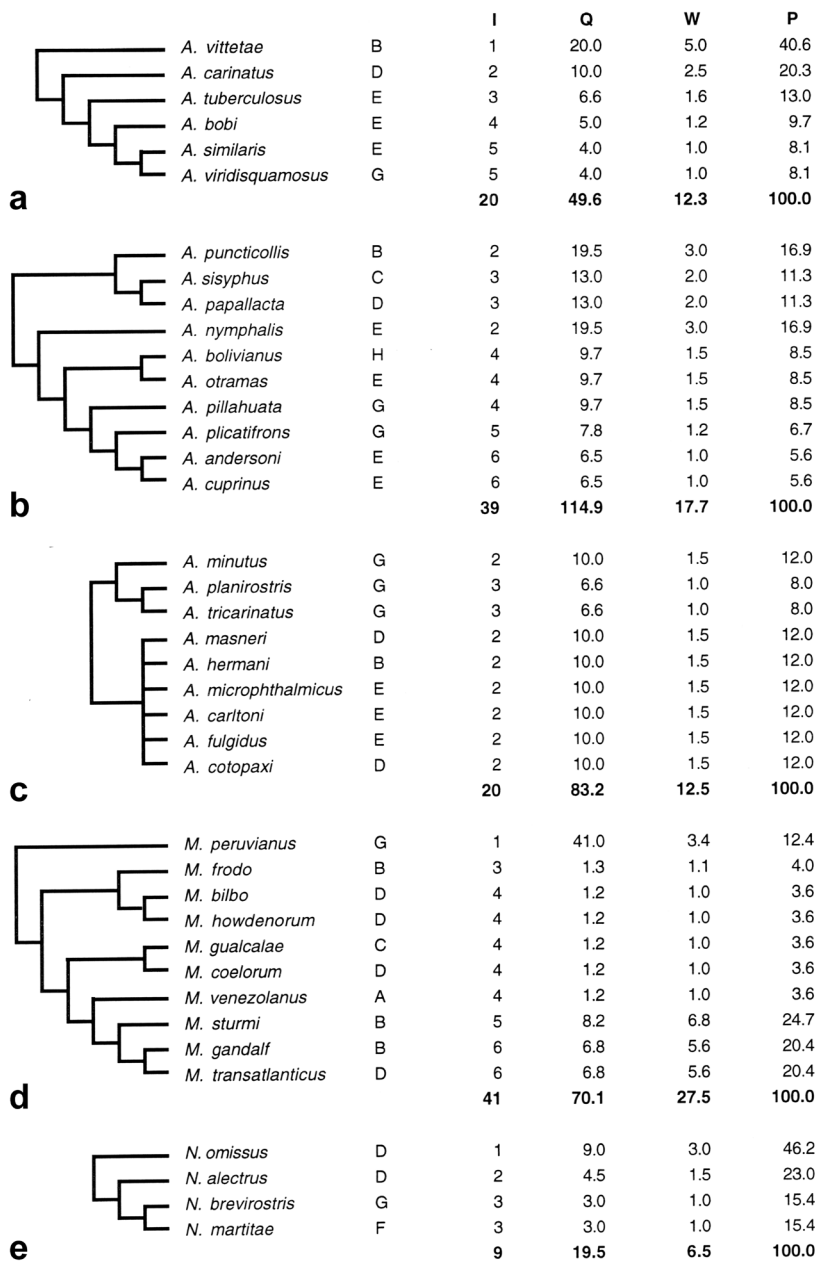 I Q W P
A. vittetae B 1 20.0 5.0 40.6
A. carinatus D 2 10.0 2.5 20.3
A. tuberculosus E 3 6.6 1.6 13.0
A. bobi E 4 5.0 1.2 9.7
A. similaris E 5 4.0 1.0 8.1
A. viridisquamosus G 5 4.0 1.0 8.1
a 20 49.6 12.3 100.0
A. puncticollis B 2 19.5 3.0 16.9
A. sisyphus C 3 13.0 2.0 11.3
A. papallacta D 3 13.0 2.0 11.3
A. nymphalis E 2 19.5 3.0 16.9
A. bolivianus H 4 9.7 1.5 8.5
A. otramas E 4 9.7 1.5 8.5
A. pillahuata G 4 9.7 1.5 8.5
A. plicatifrons G 5 7.8 1.2 6.7
A. andersoni E 6 6.5 1.0 5.6
A. cuprinus E 6 6.5 1.0 5.6
b 39 114.9 17.7 100.0
A. minutus G 2 10.0 1.5 12.0
A. planirostris G 3 6.6 1.0 8.0
A. tricarinatus G 3 6.6 1.0 8.0
A. masneri D 2 10.0 1.5 12.0
A. hermani B 2 10.0 1.5 12.0
A. microphthalmicus E 2 10.0 1.5 12.0
A. carltoni E 2 10.0 1.5 12.0
A. fulgidus E 2 10.0 1.5 12.0
A. cotopaxi D 2 10.0 1.5 12.0
c 20 83.2 12.5 100.0
M. peruvianus G 1 41.0 3.4 12.4
M. frodo B 3 1.3 1.1 4.0
M. bilbo D 4 1.2 1.0 3.6
M. howdenorum D 4 1.2 1.0 3.6
M. gualcalae C 4 1.2 1.0 3.6
M. coelorum D 4 1.2 1.0 3.6
M. venezolanus A 4 1.2 1.0 3.6
M. sturmi B 5 8.2 6.8 24.7
M. gandalf B 6 6.8 5.6 20.4
M. transatlanticus D 6 6.8 5.6 20.4
d 41 70.1 27.5 100.0
N. omissus D 1 9.0 3.0 46.2
N. alectrus D 2 4.5 1.5 23.0
N. brevirostris G 3 3.0 1.0 15.4
N. martitae F 3 3.0 1.0 15.4
e 9 19.5 6.5 100.0